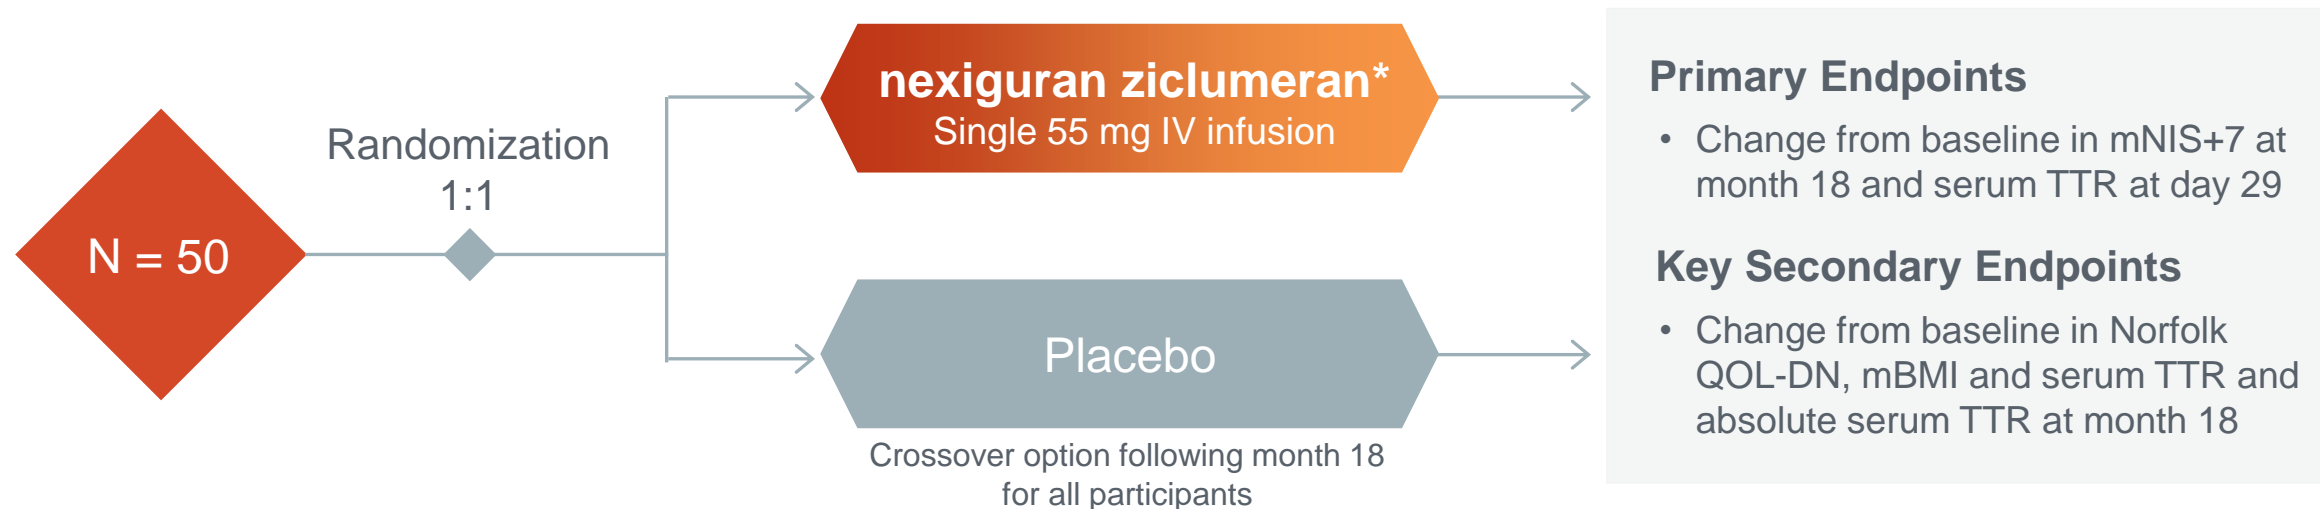 N = 50
Randomization
1:1
nexiguran ziclumeran*
Single 55 mg IV infusion
Placebo
Crossover option following month 18
for all participants
Primary Endpoints
• Change from baseline in mNIS+7 at
month 18 and serum TTR at day 29
Key Secondary Endpoints
• Change from baseline in Norfolk
QOL-DN, mBMI and serum TTR and
absolute serum TTR at month 18